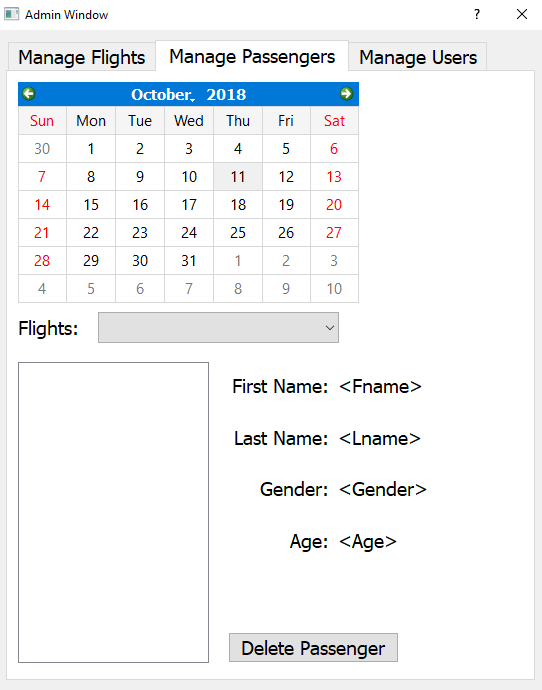 Admin Window ?
Manage Flights Manage Passengers Manage Users
October, 2018
Sun Mon Tue Wed Thu Fri Sat
30 1 2 3 4 5 6
7 8 9 10 11 12 13
14 15 16 17 18 19 20
21 22 23 24 25 26 27
28 29 30 31 1 2 3
4 5 6 7 8 9 10
Flights:
First Name: <Fname>
Last Name: <Lname>
Gender: <Gender>
Age: <Age>
Delete Passenger